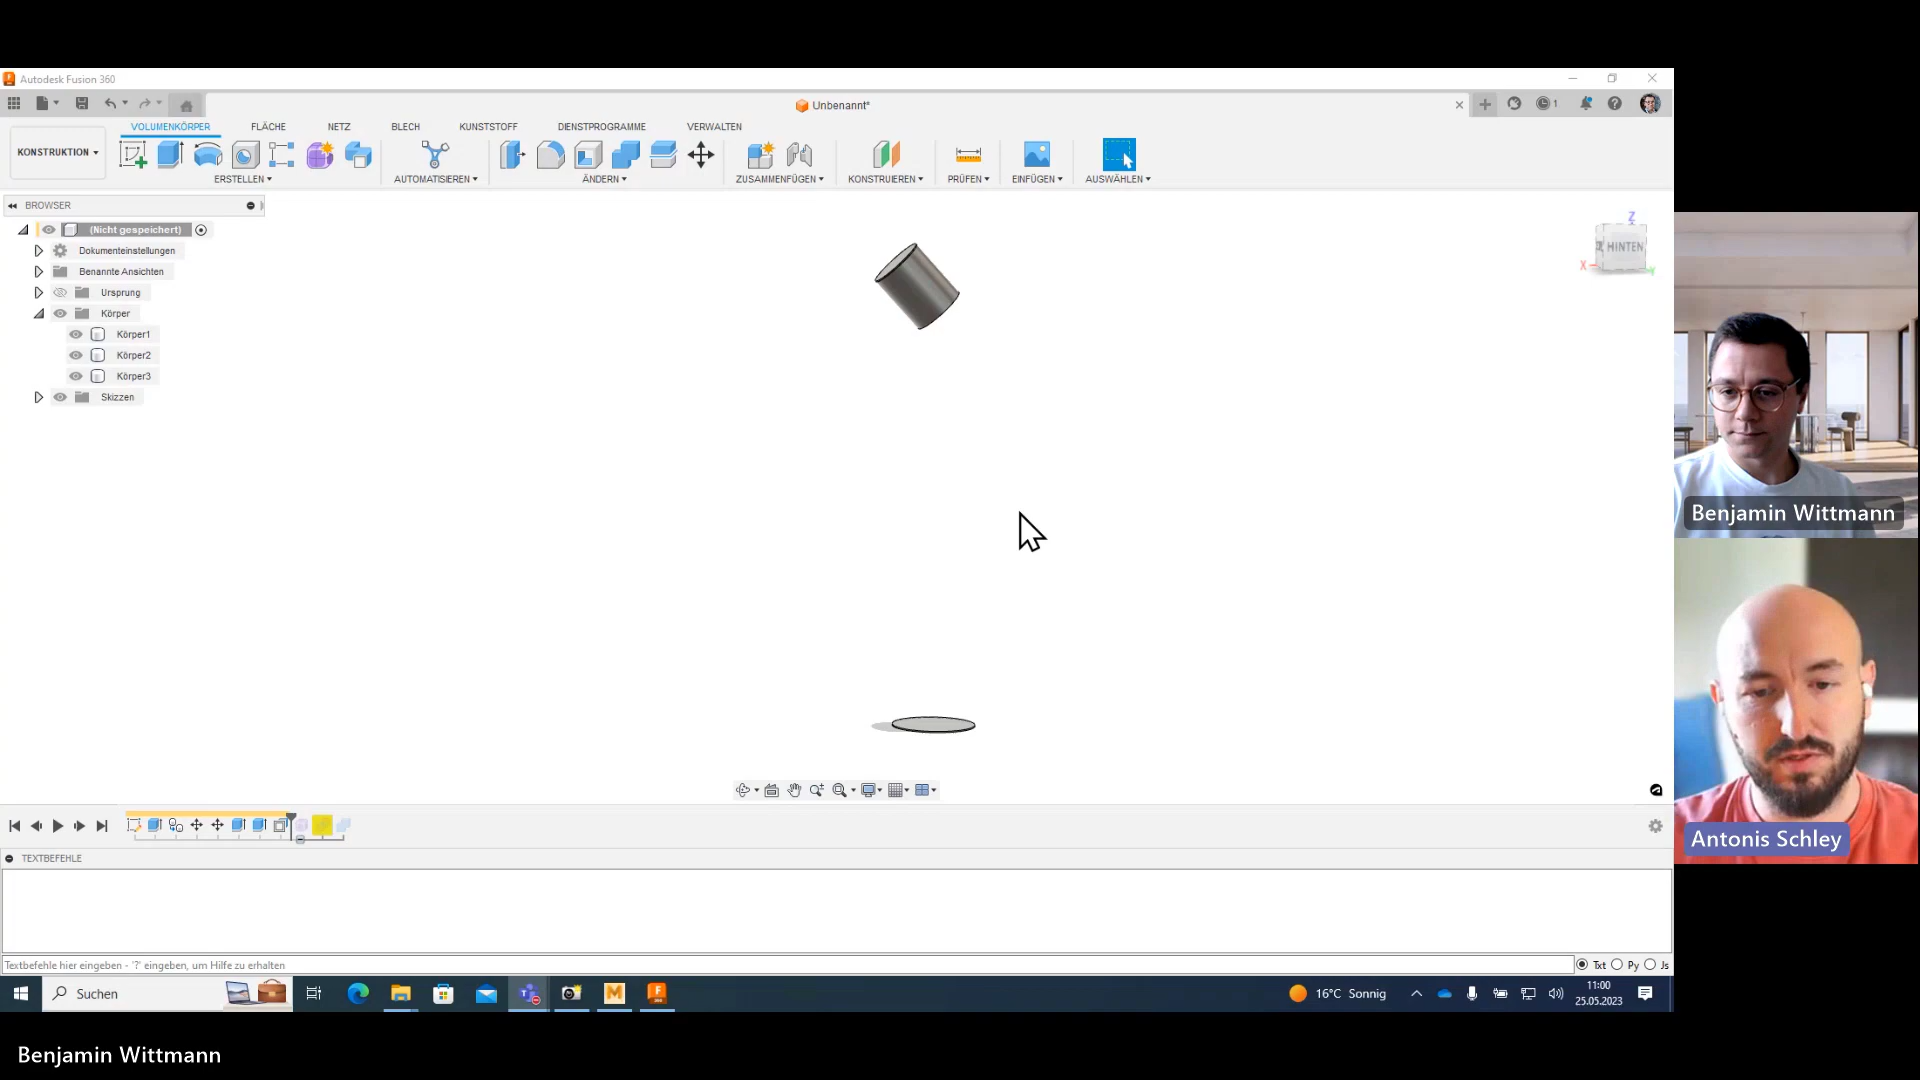 Autodesk Fusion 360
Unbenannt*
1
KONSTRUKTION
VOLUMENKÖRPER
FLÄCHE
NETZ
BLECH
KUNSTSTOFF
DIENSTPROGRAMME
VERWALTEN
ERSTELLEN
AUTOMATISIEREN
ÄNDERN
ZUSAMMENFÜGEN
KONSTRUIEREN
PRÜFEN
EINFÜGEN
AUSWÄHLEN
BROWSER
(Nicht gespeichert)
Dokumenteinstellungen
Benannte Ansichten
Ursprung
Körper
Körper1
Körper2
Körper3
Skizzen
Z
HINTEN
X
Y
Benjamin Wittmann
Antonis Schley
TEXTBEFEHLE
Textbefehle hier eingeben - '?' eingeben, um Hilfe zu erhalten
Txt Py Js
Suchen
16°C Sonnig
11:00
25.05.2023
Benjamin Wittmann